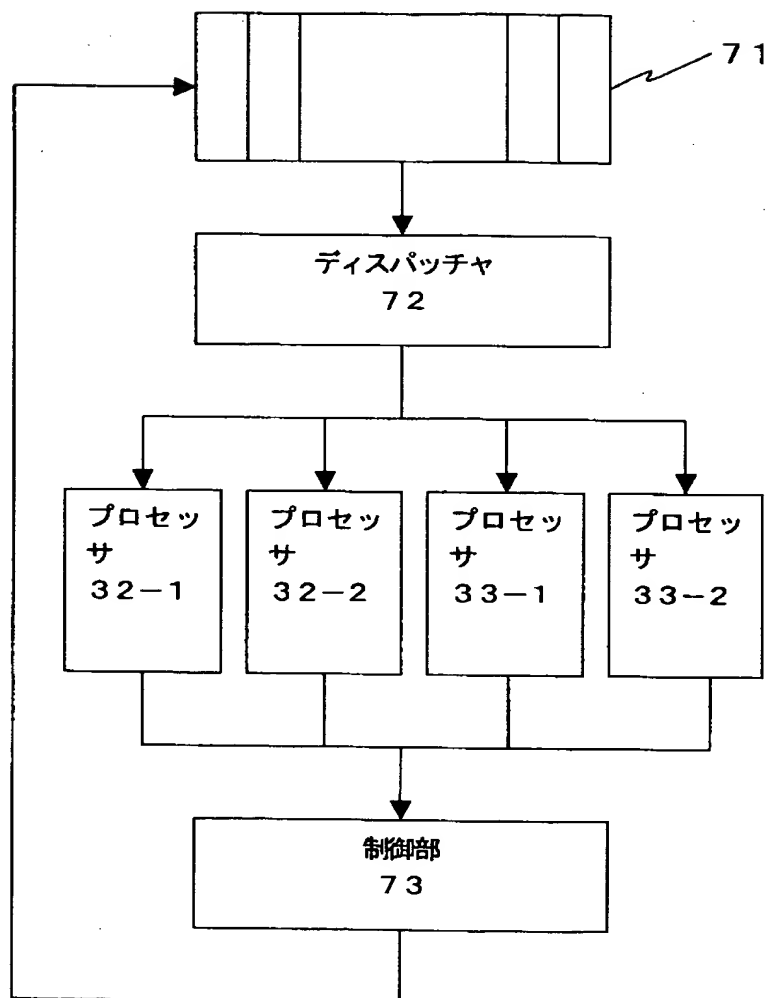 ７１
ディスパッチャ
７２
プロセッ
サ
３２－１
プロセッ
サ
３２－２
プロセッ
サ
３３－１
プロセッ
サ
３３－２
制御部
７３